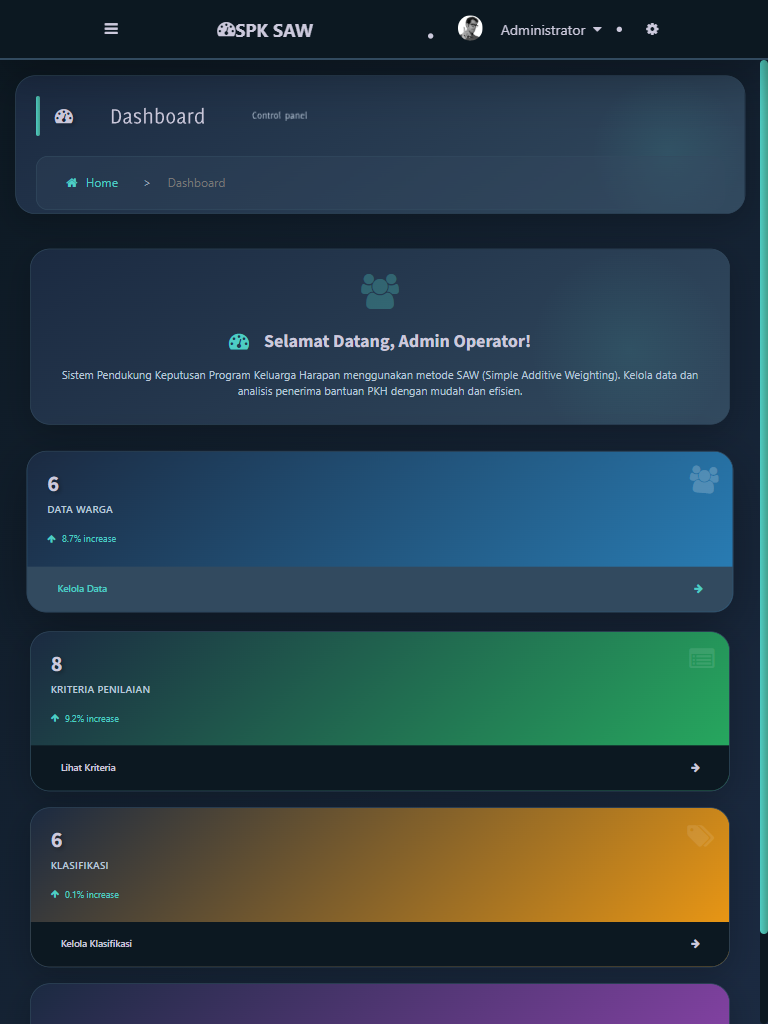 SPK SAW
Administrator
Dashboard
Control panel
Home > Dashboard
Selamat Datang, Admin Operator!
Sistem Pendukung Keputusan Program Keluarga Harapan menggunakan metode SAW (Simple Additive Weighting). Kelola data dan
analisis penerima bantuan PKH dengan mudah dan efisien.
6
DATA WARGA
8.7% increase
Kelola Data
8
KRITERIA PENILAIAN
9.2% increase
Lihat Kriteria
6
KLASIFIKASI
0.1% increase
Kelola Klasifikasi